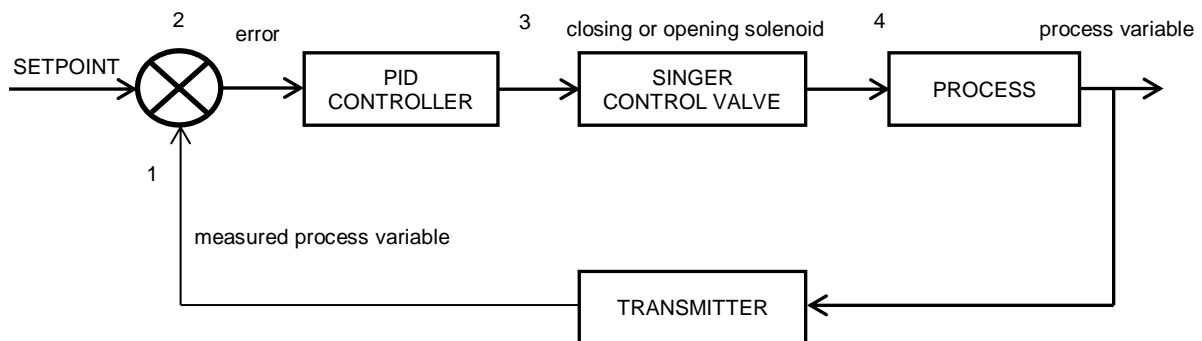 2
3
closing or opening solenoid
4
process variable
error
SETPOINT
PID
CONTROLLER
SINGER
CONTROL VALVE
PROCESS
1
measured process variable
TRANSMITTER